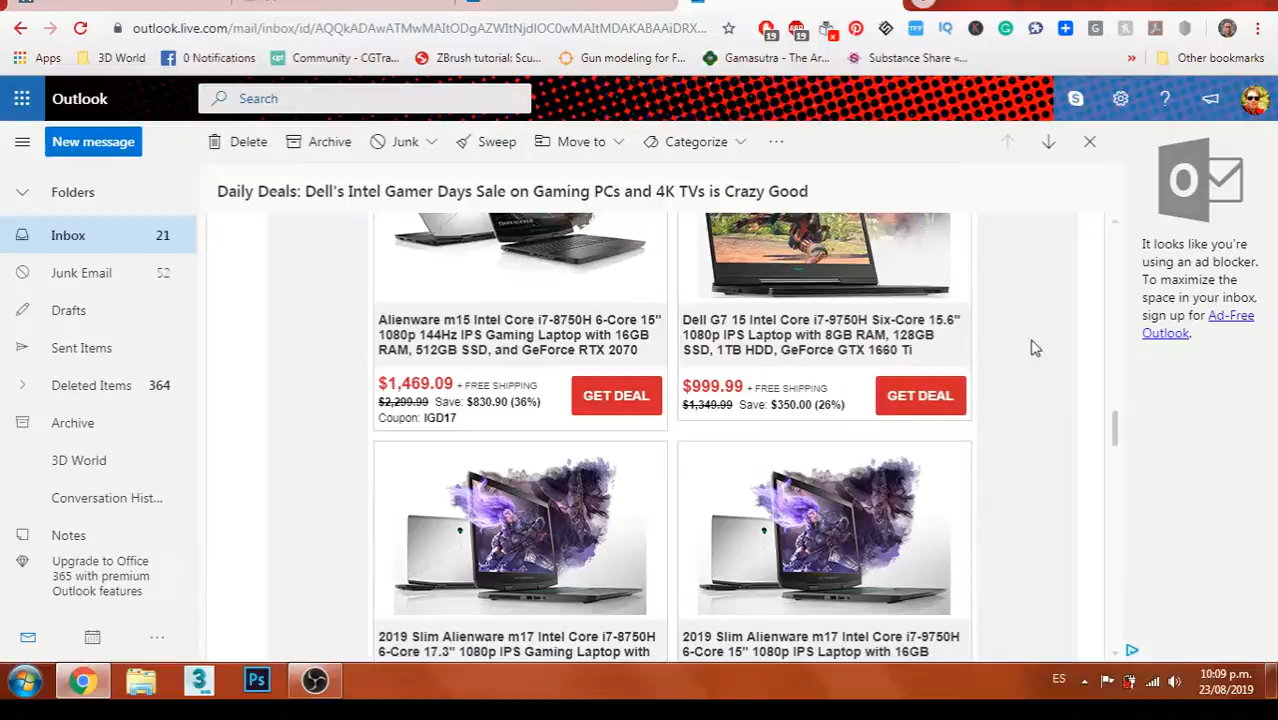 outlook.live.com/mail/inbox/id/AQQkADAwATMwMAItODgAZWItNjdlOC0wMAItMDAKABAAiDRX...
19
19
Apps
3D World
0 Notifications
Community - CGTra...
ZBrush tutorial: Scu...
Gun modeling for F...
Gamasutra - The Ar...
Substance Share «...
»
Other bookmarks
Outlook
Search
New message
Delete
Archive
Junk
Sweep
Move to
Categorize
...
Folders
Daily Deals: Dell's Intel Gamer Days Sale on Gaming PCs and 4K TVs is Crazy Good
Inbox 21
Junk Email 52
Drafts
Sent Items
Deleted Items 364
Archive
3D World
Conversation Hist...
Notes
Upgrade to Office
365 with premium
Outlook features
Alienware m15 Intel Core i7-8750H 6-Core 15"
1080p 144Hz IPS Gaming Laptop with 16GB
RAM, 512GB SSD, and GeForce RTX 2070
$1,469.09 + FREE SHIPPING
$2,299.99 Save: $830.90 (36%)
Coupon: IGD17
GET DEAL
Dell G7 15 Intel Core i7-9750H Six-Core 15.6"
1080p IPS Laptop with 8GB RAM, 128GB
SSD, 1TB HDD, GeForce GTX 1660 Ti
$999.99 + FREE SHIPPING
$1,349.99 Save: $350.00 (26%)
GET DEAL
2019 Slim Alienware m17 Intel Core i7-8750H
6-Core 17.3" 1080p IPS Gaming Laptop with
2019 Slim Alienware m17 Intel Core i7-9750H
6-Core 15" 1080p IPS Gaming Laptop with 16GB
It looks like you're
using an ad blocker.
To maximize the
space in your inbox,
sign up for Ad-Free
Outlook.
Ps
ES
10:09 p.m.
23/08/2019